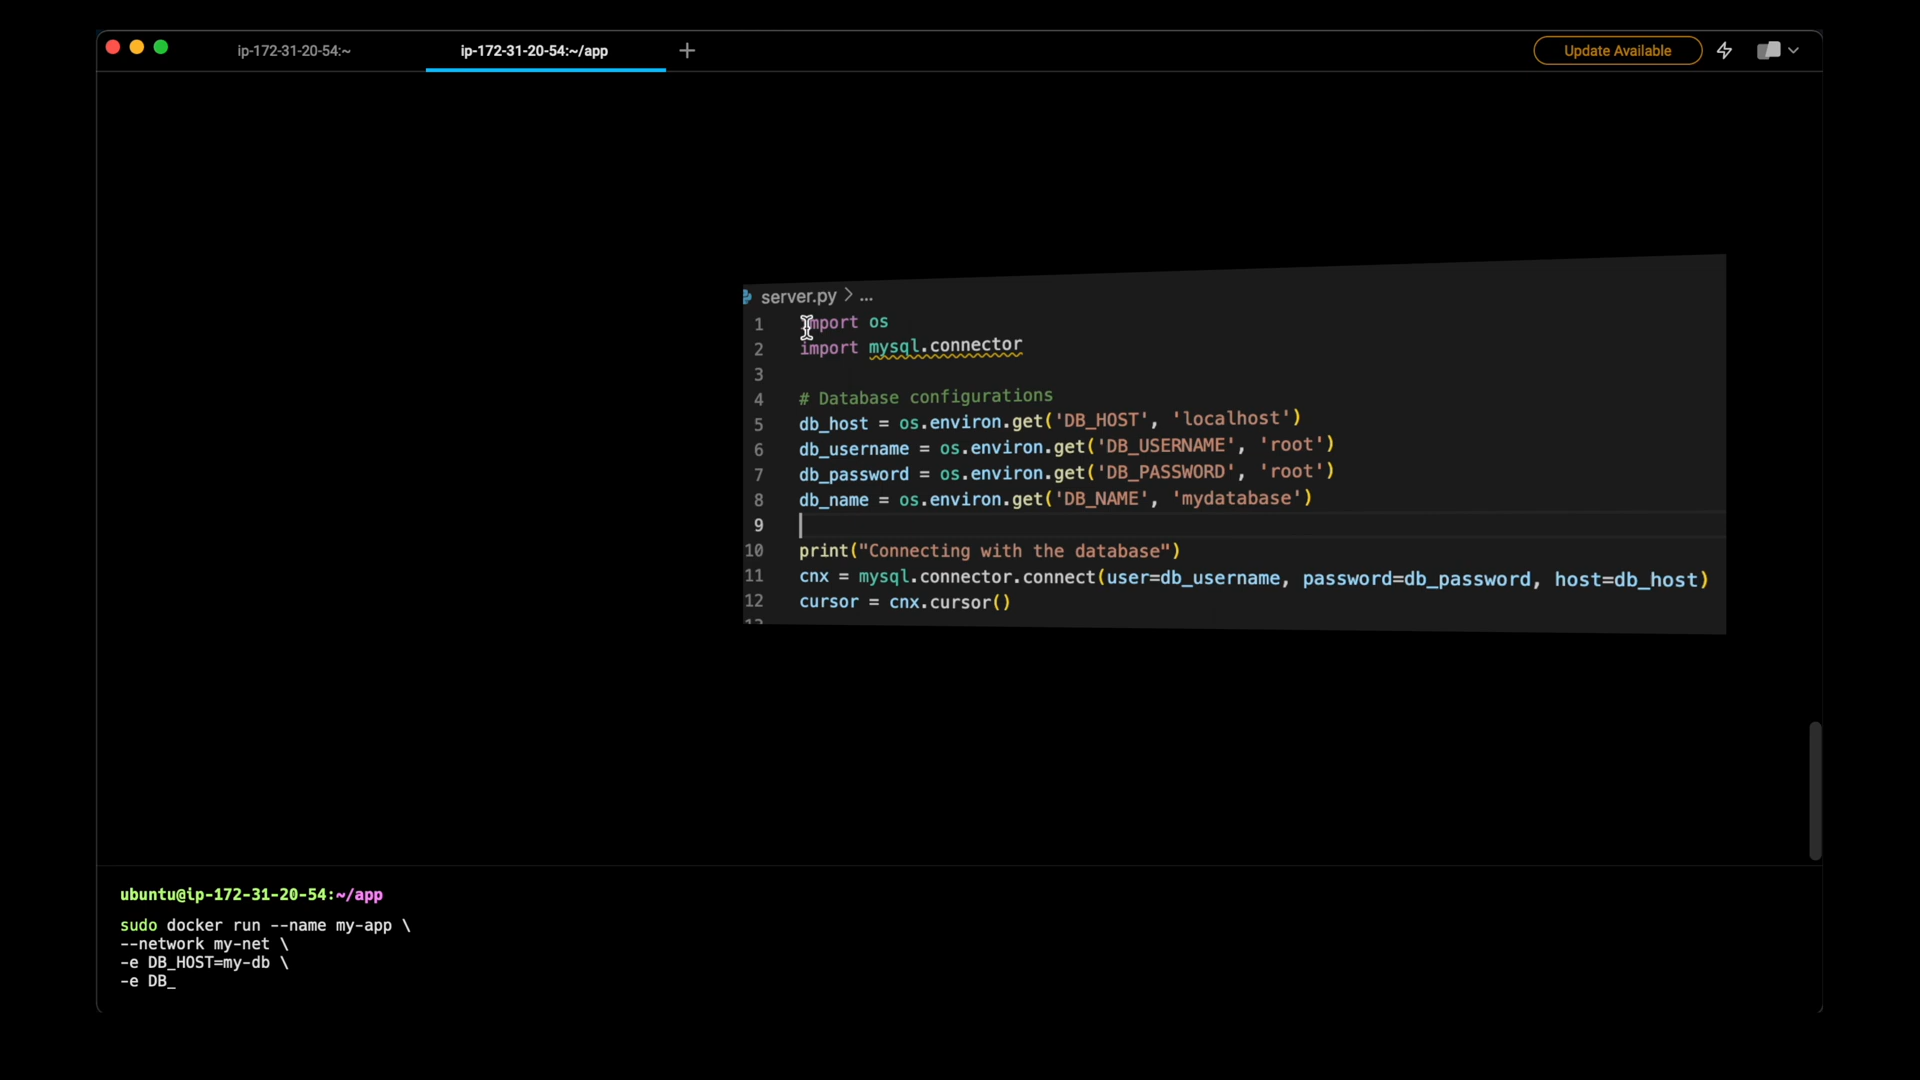 ip-172-31-20-54:~
ip-172-31-20-54:~/app
+
Update Available
server.py > ...
1 import os
2 import mysql.connector
3
4 # Database configurations
5 db_host = os.environ.get('DB_HOST', 'localhost')
6 db_username = os.environ.get('DB_USERNAME', 'root')
7 db_password = os.environ.get('DB_PASSWORD', 'root')
8 db_name = os.environ.get('DB_NAME', 'mydatabase')
9
10 print("Connecting with the database")
11 cnx = mysql.connector.connect(user=db_username, password=db_password, host=db_host)
12 cursor = cnx.cursor()
ubuntu@ip-172-31-20-54:~/app
sudo docker run --name my-app \
--network my-net \
-e DB_HOST=my-db \
-e DB_